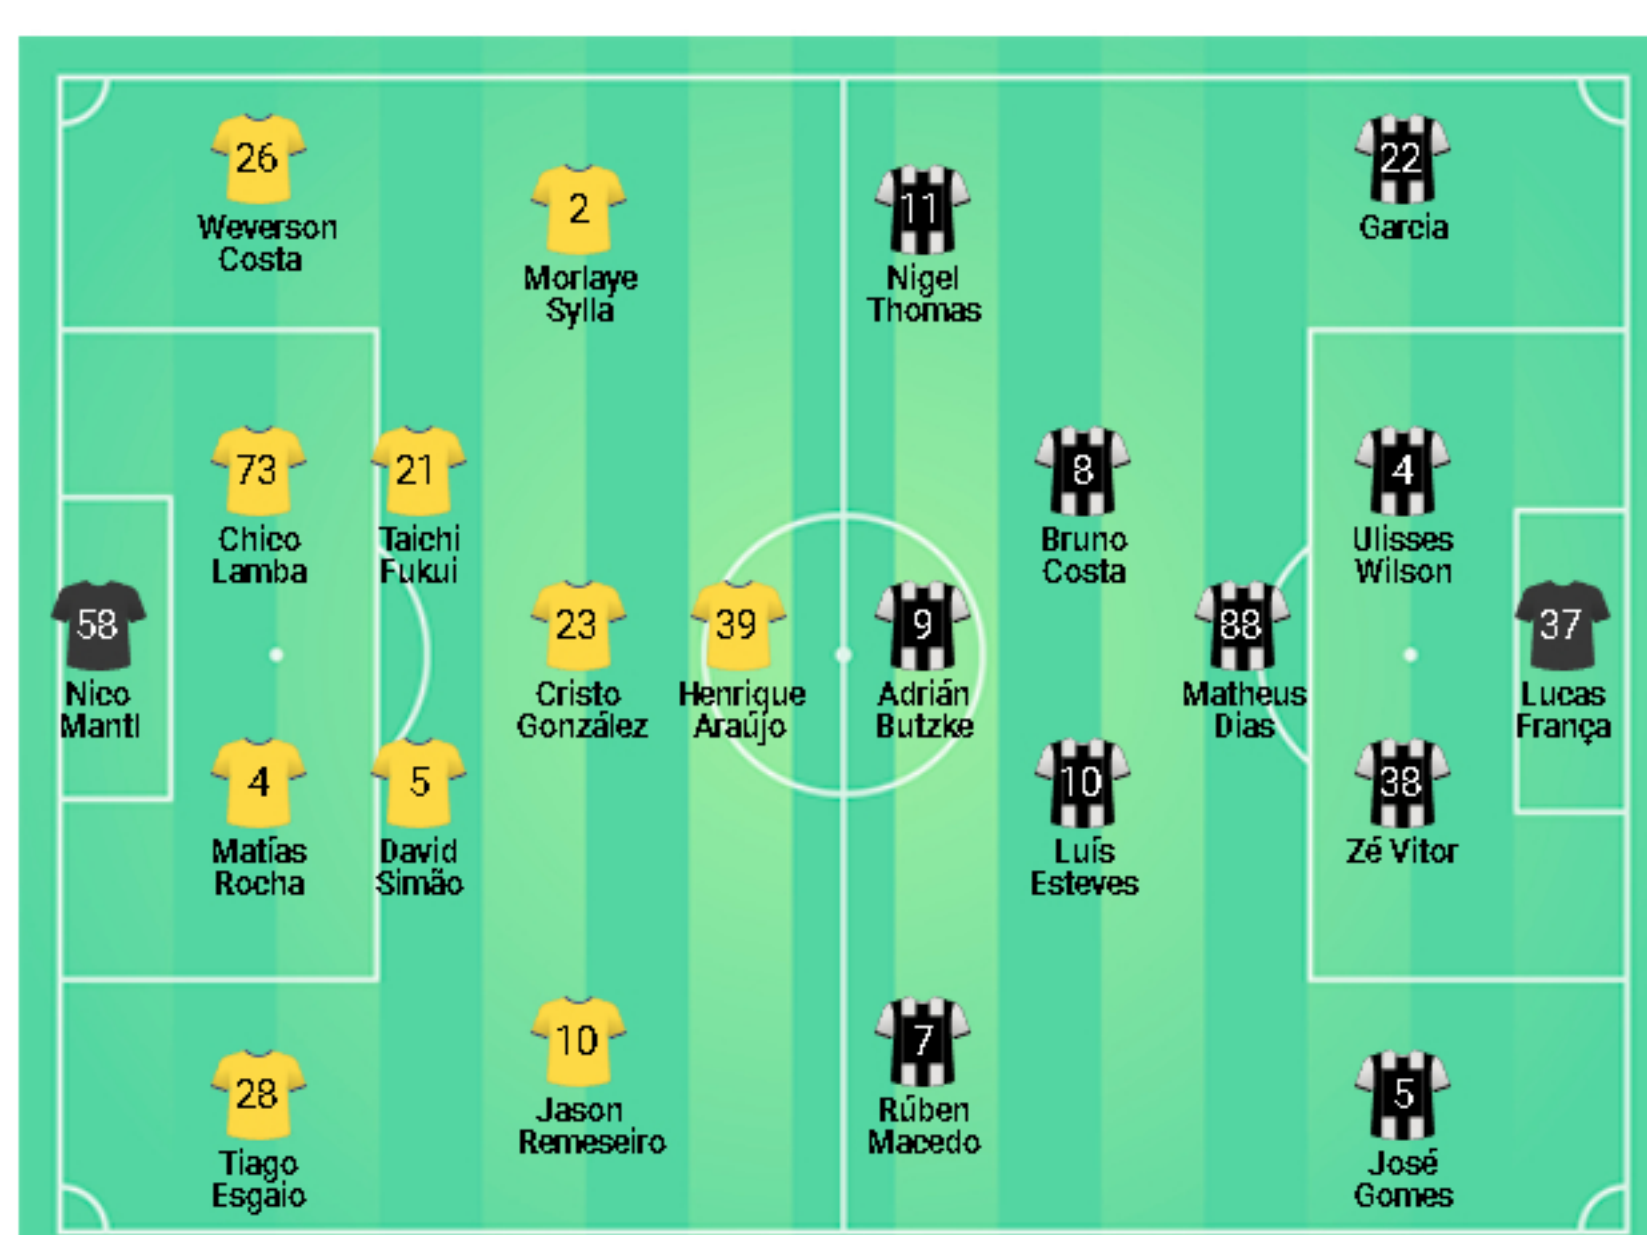 26
Weverson
Costa
2
Morlaye
Sylla
11
Nigel
Thomas
22
Garcia
73
Chico
Lamba
21
Taichi
Fukui
8
Bruno
Costa
4
Ulisses
Wilson
58
Nico
Mantl
23
Cristo
González
39
Henrique
Araújo
9
Adrián
Butzke
88
Matheus
Dias
37
Lucas
França
4
Matías
Rocha
5
David
Simão
10
Luís
Esteves
38
Zé Vitor
28
Tiago
Esgaio
10
Jason
Remeseiro
7
Rúben
Macedo
5
José
Gomes